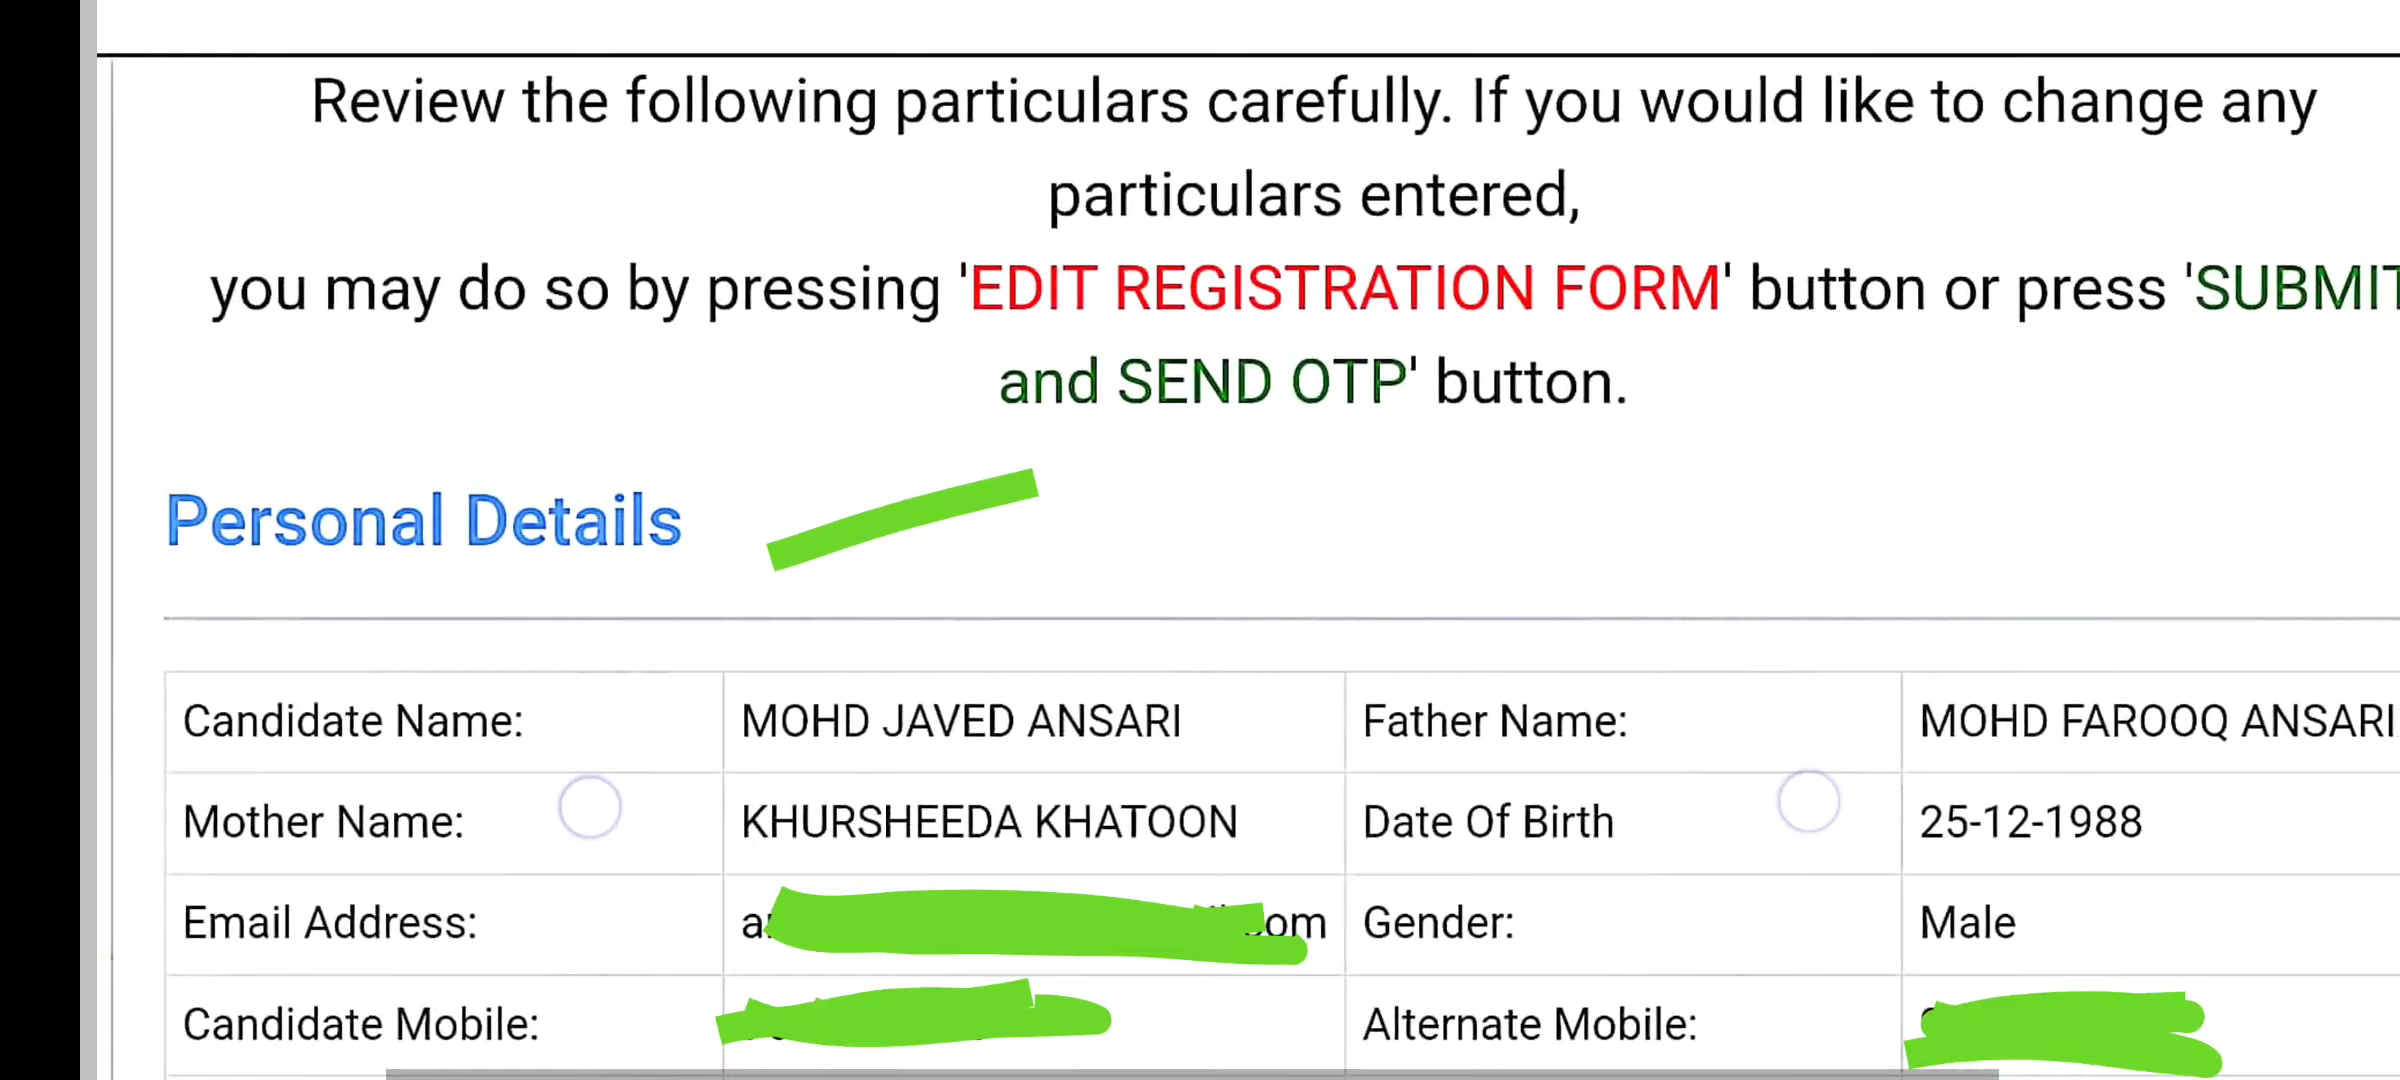 Review the following particulars carefully. If you would like to change any
particulars entered,
you may do so by pressing 'EDIT REGISTRATION FORM' button or press 'SUBMIT
and SEND OTP' button.
Personal Details
Candidate Name: MOHD JAVED ANSARI Father Name: MOHD FAROOQ ANSARI
Mother Name: KHURSHEEDA KHATOON Date Of Birth 25-12-1988
Email Address: Gender: Male
Candidate Mobile: Alternate Mobile: